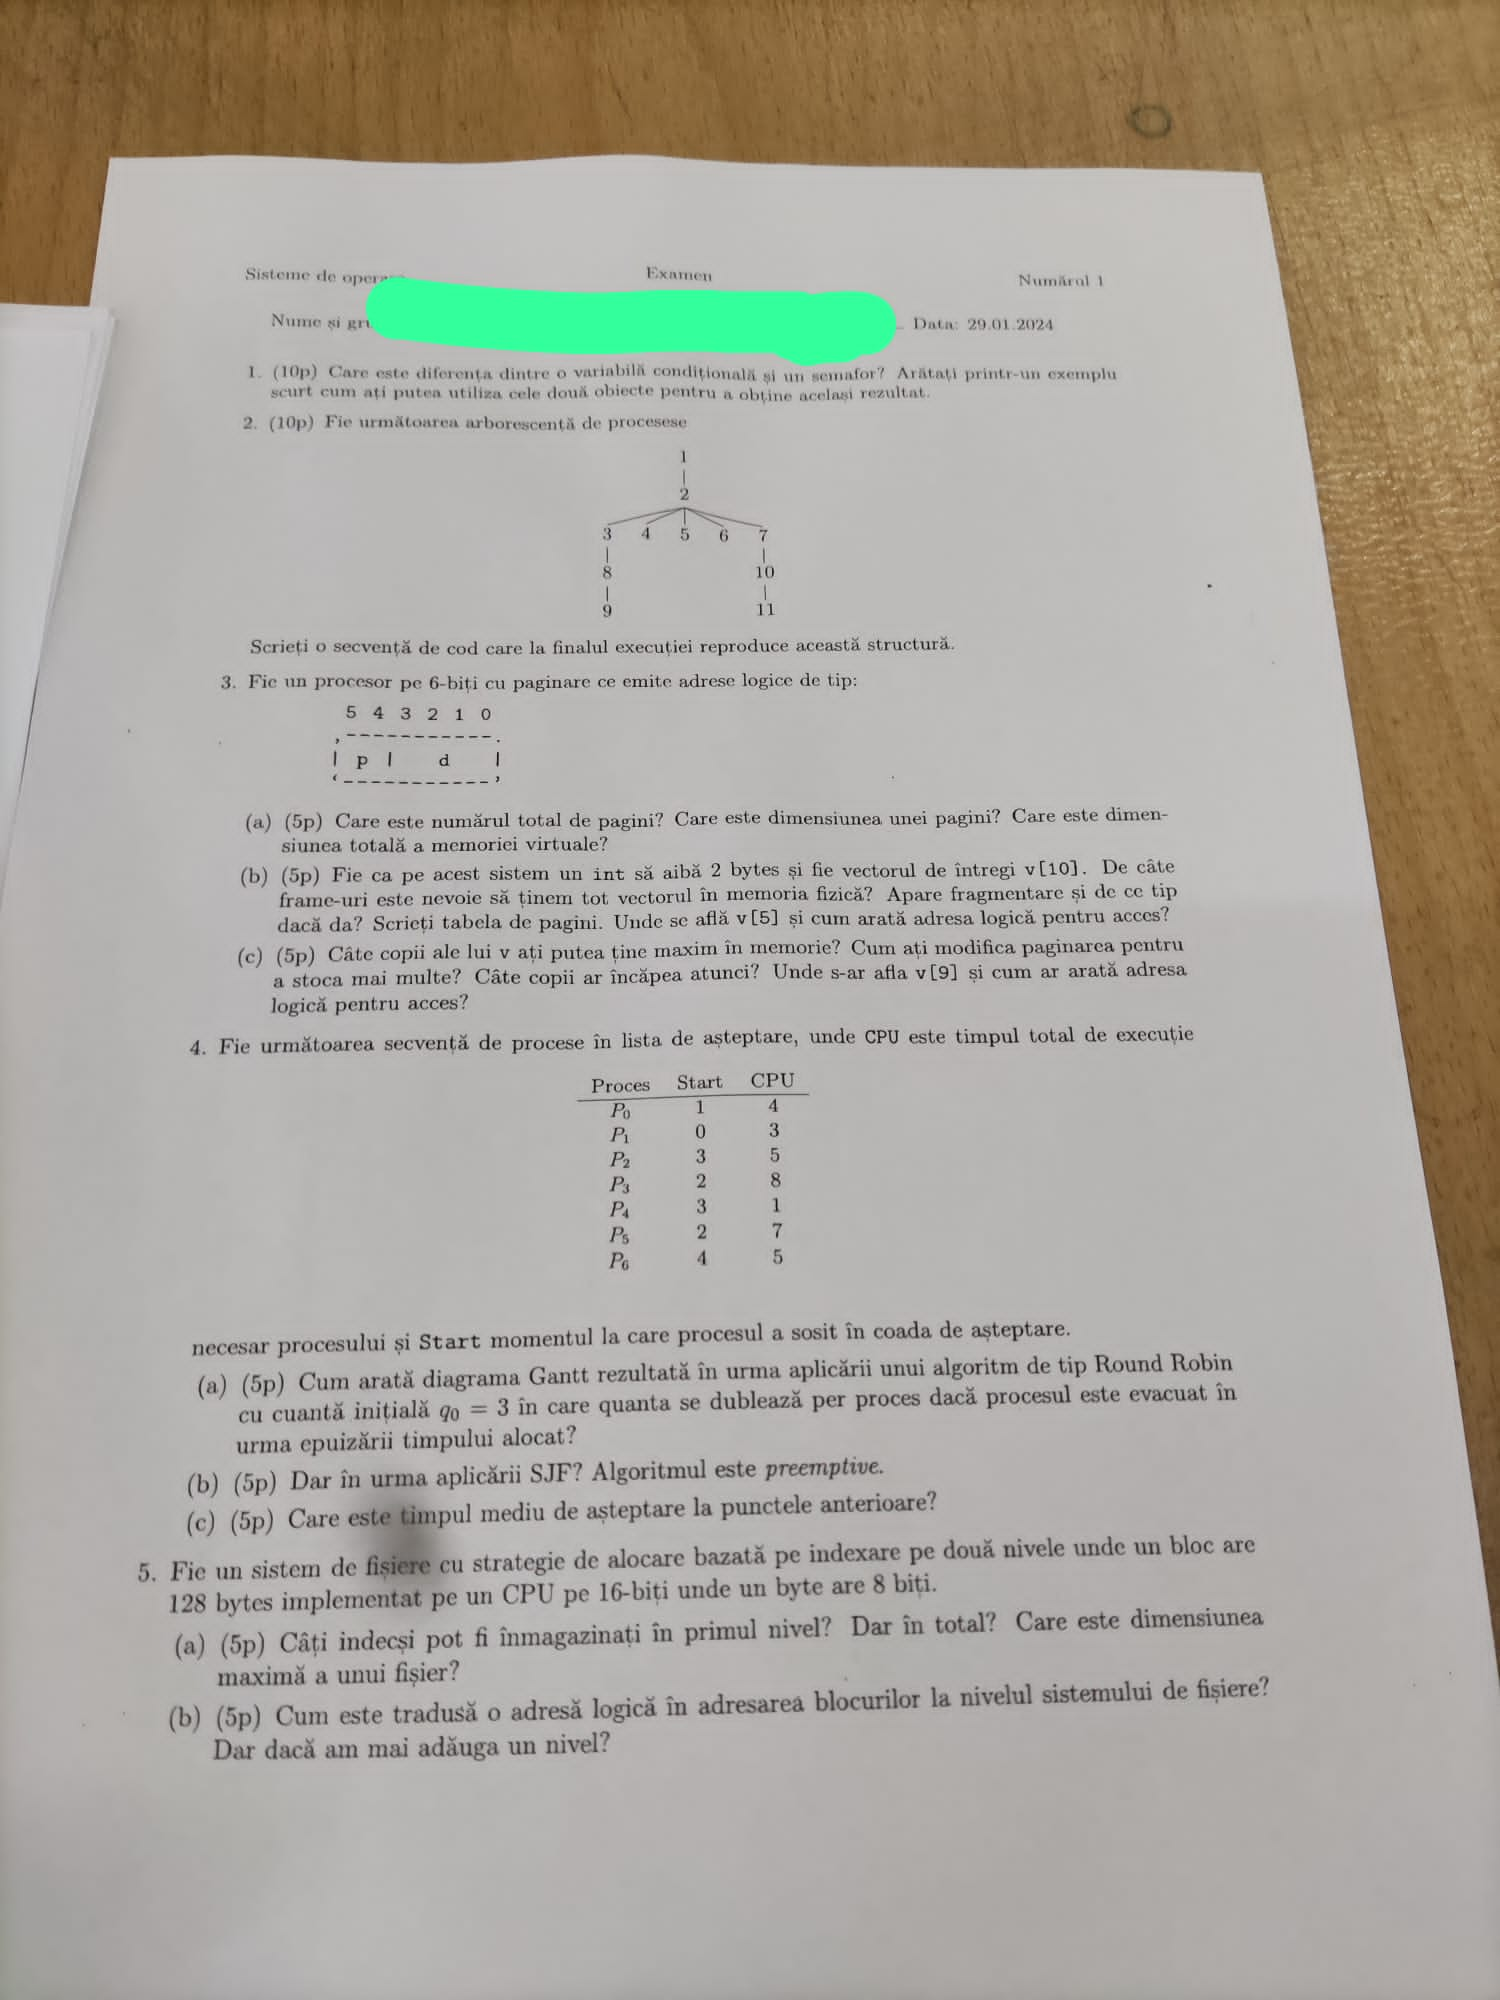 Sisteme de opera
Examen
Numărul 1
Nume și gru
Data: 29.01.2024
1. (10p) Care este diferența dintre o variabilă condițională și un semafor? Arătați printr-un exemplu
scurt cum ați putea utiliza cele două obiecte pentru a obține același rezultat.
2. (10p) Fie următoarea arborescență de procesese
1
2
3 4 5 6 7
8 10
9 11
Scrieți o secvență de cod care la finalul execuției reproduce această structură.
3. Fie un procesor pe 6-biți cu paginare ce emite adrese logice de tip:
5 4 3 2 1 0
,-----------.
| p | d |
‘-----------’
(a) (5p) Care este numărul total de pagini? Care este dimensiunea unei pagini? Care este dimen-
siunea totală a memoriei virtuale?
(b) (5p) Fie ca pe acest sistem un int să aibă 2 bytes și fie vectorul de întregi v[10]. De câte
frame-uri este nevoie să ținem tot vectorul în memoria fizică? Apare fragmentare și de ce tip
dacă da? Scrieți tabela de pagini. Unde se află v[5] și cum arată adresa logică pentru acces?
(c) (5p) Câte copii ale lui v ați putea ține maxim în memorie? Cum ați modifica paginarea pentru
a stoca mai multe? Câte copii ar încăpea atunci? Unde s-ar afla v[9] și cum ar arată adresa
logică pentru acces?
4. Fie următoarea secvență de procese în lista de așteptare, unde CPU este timpul total de execuție
Proces Start CPU
P0 1 4
P1 0 3
P2 3 5
P3 2 8
P4 3 1
P5 2 7
P6 4 5
necesar procesului și Start momentul la care procesul a sosit în coada de așteptare.
(a) (5p) Cum arată diagrama Gantt rezultată în urma aplicării unui algoritm de tip Round Robin
cu cuantă inițială q0 = 3 în care quanta se dublează per proces dacă procesul este evacuat în
urma epuizării timpului alocat?
(b) (5p) Dar în urma aplicării SJF? Algoritmul este preemptive.
(c) (5p) Care este timpul mediu de așteptare la punctele anterioare?
5. Fie un sistem de fișiere cu strategie de alocare bazată pe indexare pe două nivele unde un bloc are
128 bytes implementat pe un CPU pe 16-biți unde un byte are 8 biți.
(a) (5p) Câți indecși pot fi înmagazinați în primul nivel? Dar în total? Care este dimensiunea
maximă a unui fișier?
(b) (5p) Cum este tradusă o adresă logică în adresarea blocurilor la nivelul sistemului de fișiere?
Dar dacă am mai adăuga un nivel?